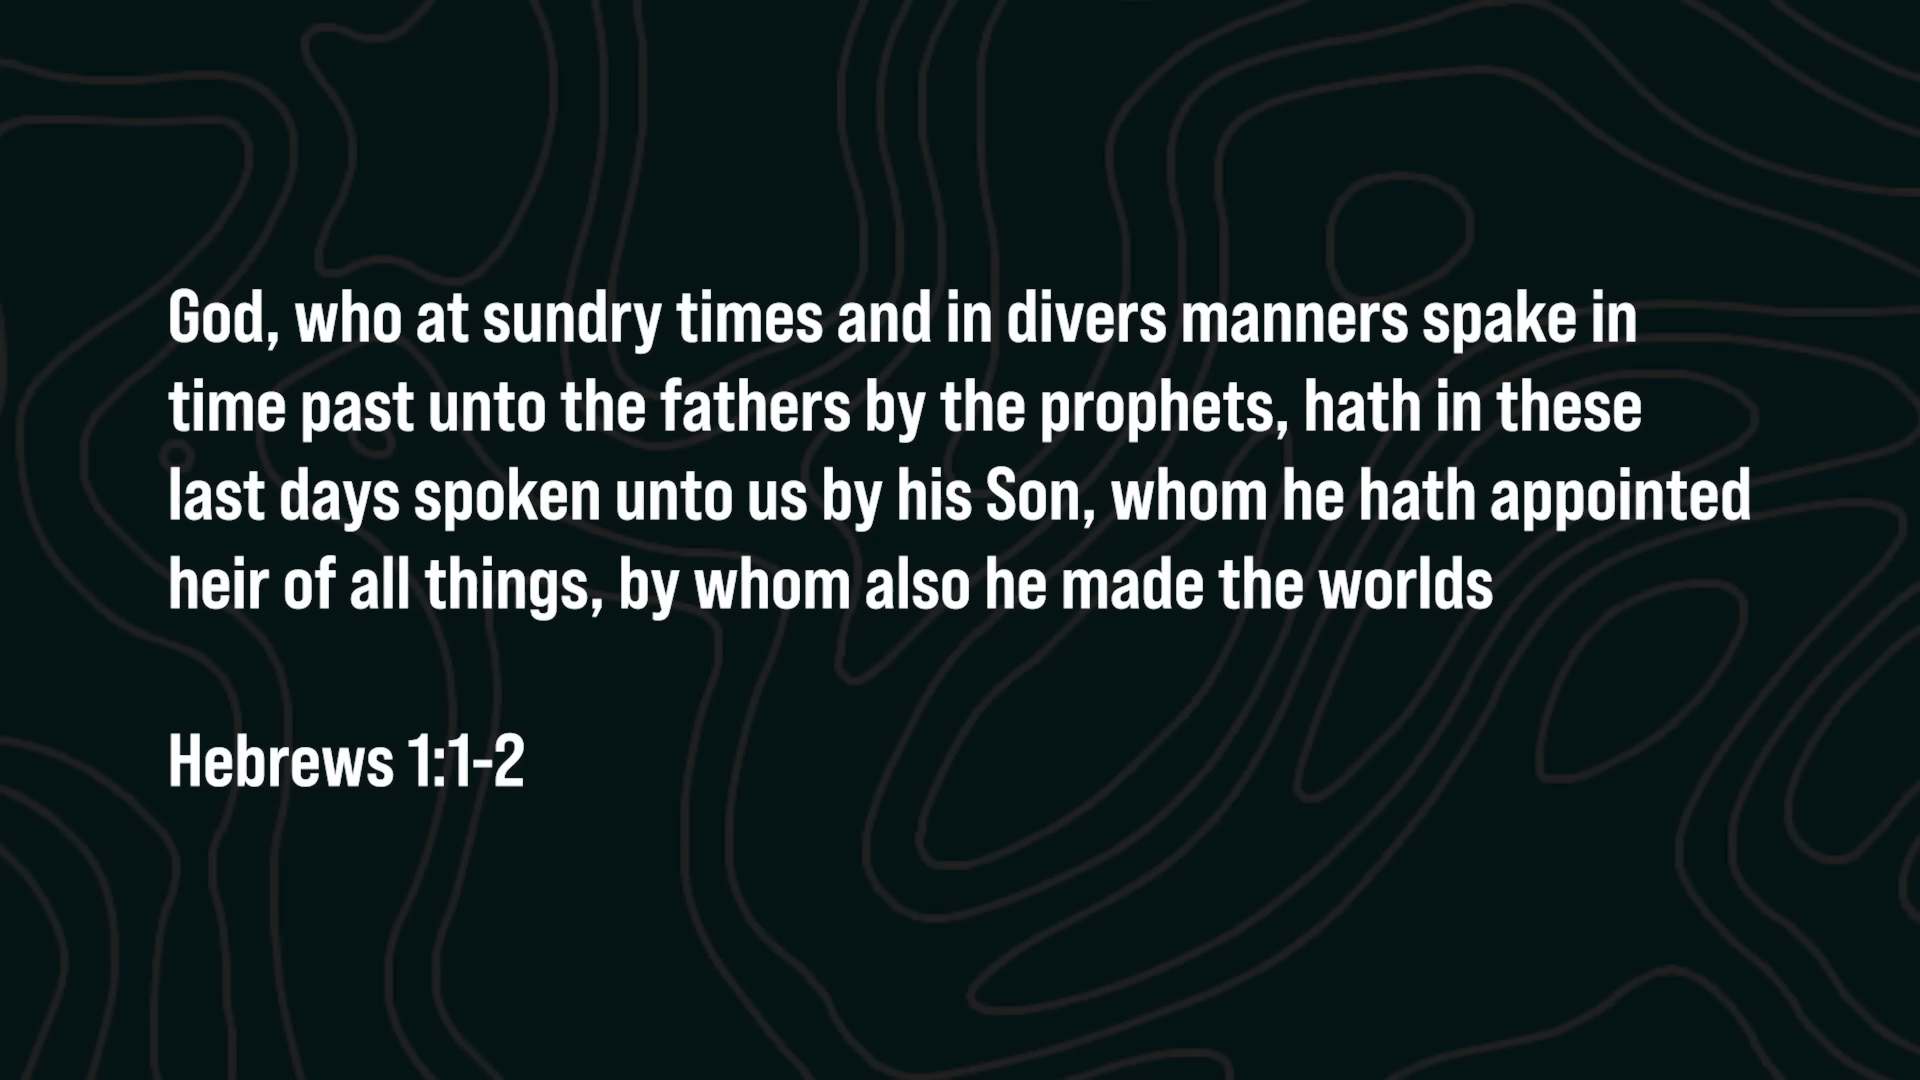 God, who at sundry times and in divers manners spake in
time past unto the fathers by the prophets, hath in these
last days spoken unto us by his Son, whom he hath appointed
heir of all things, by whom also he made the worlds
Hebrews 1:1-2